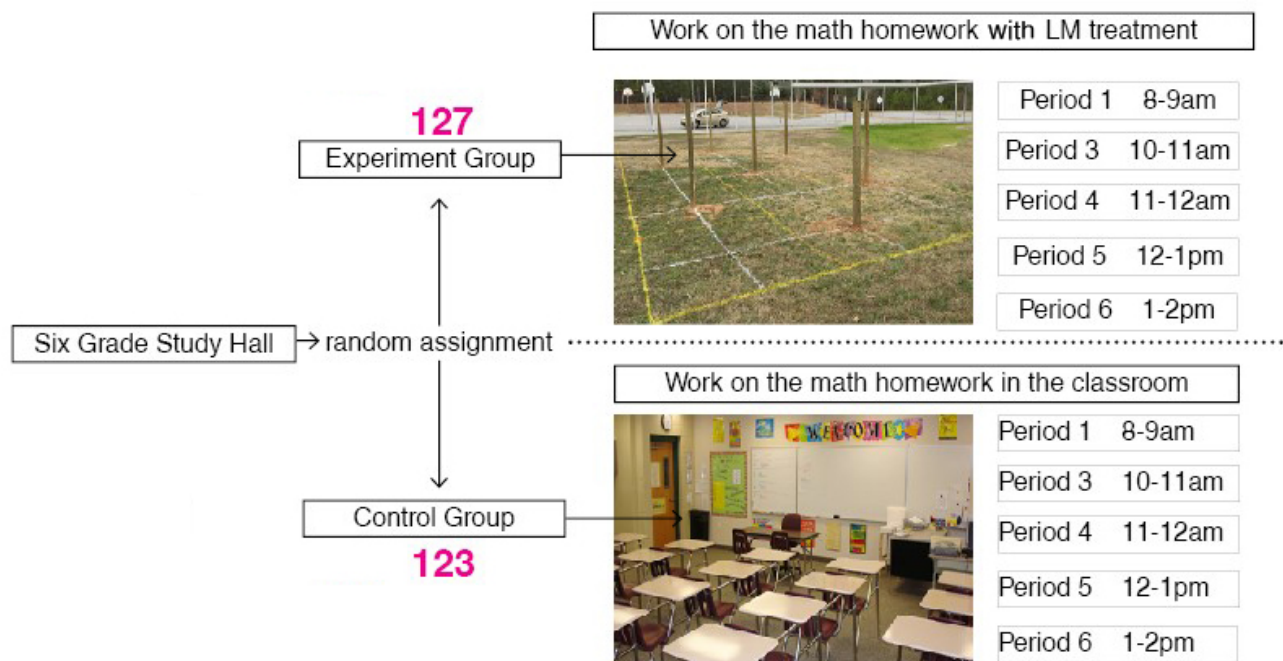 Work on the math homework with LM treatment
127
Experiment Group
Period 1 8-9am
Period 3 10-11am
Period 4 11-12am
Period 5 12-1pm
Period 6 1-2pm
Six Grade Study Hall
random assignment
Work on the math homework in the classroom
WELCOME
Control Group
123
Period 1 8-9am
Period 3 10-11am
Period 4 11-12am
Period 5 12-1pm
Period 6 1-2pm